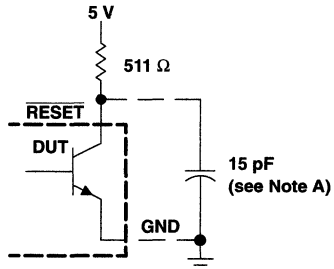 5 V
511 Ω
RESET
DUT
15 pF
(see Note A)
GND